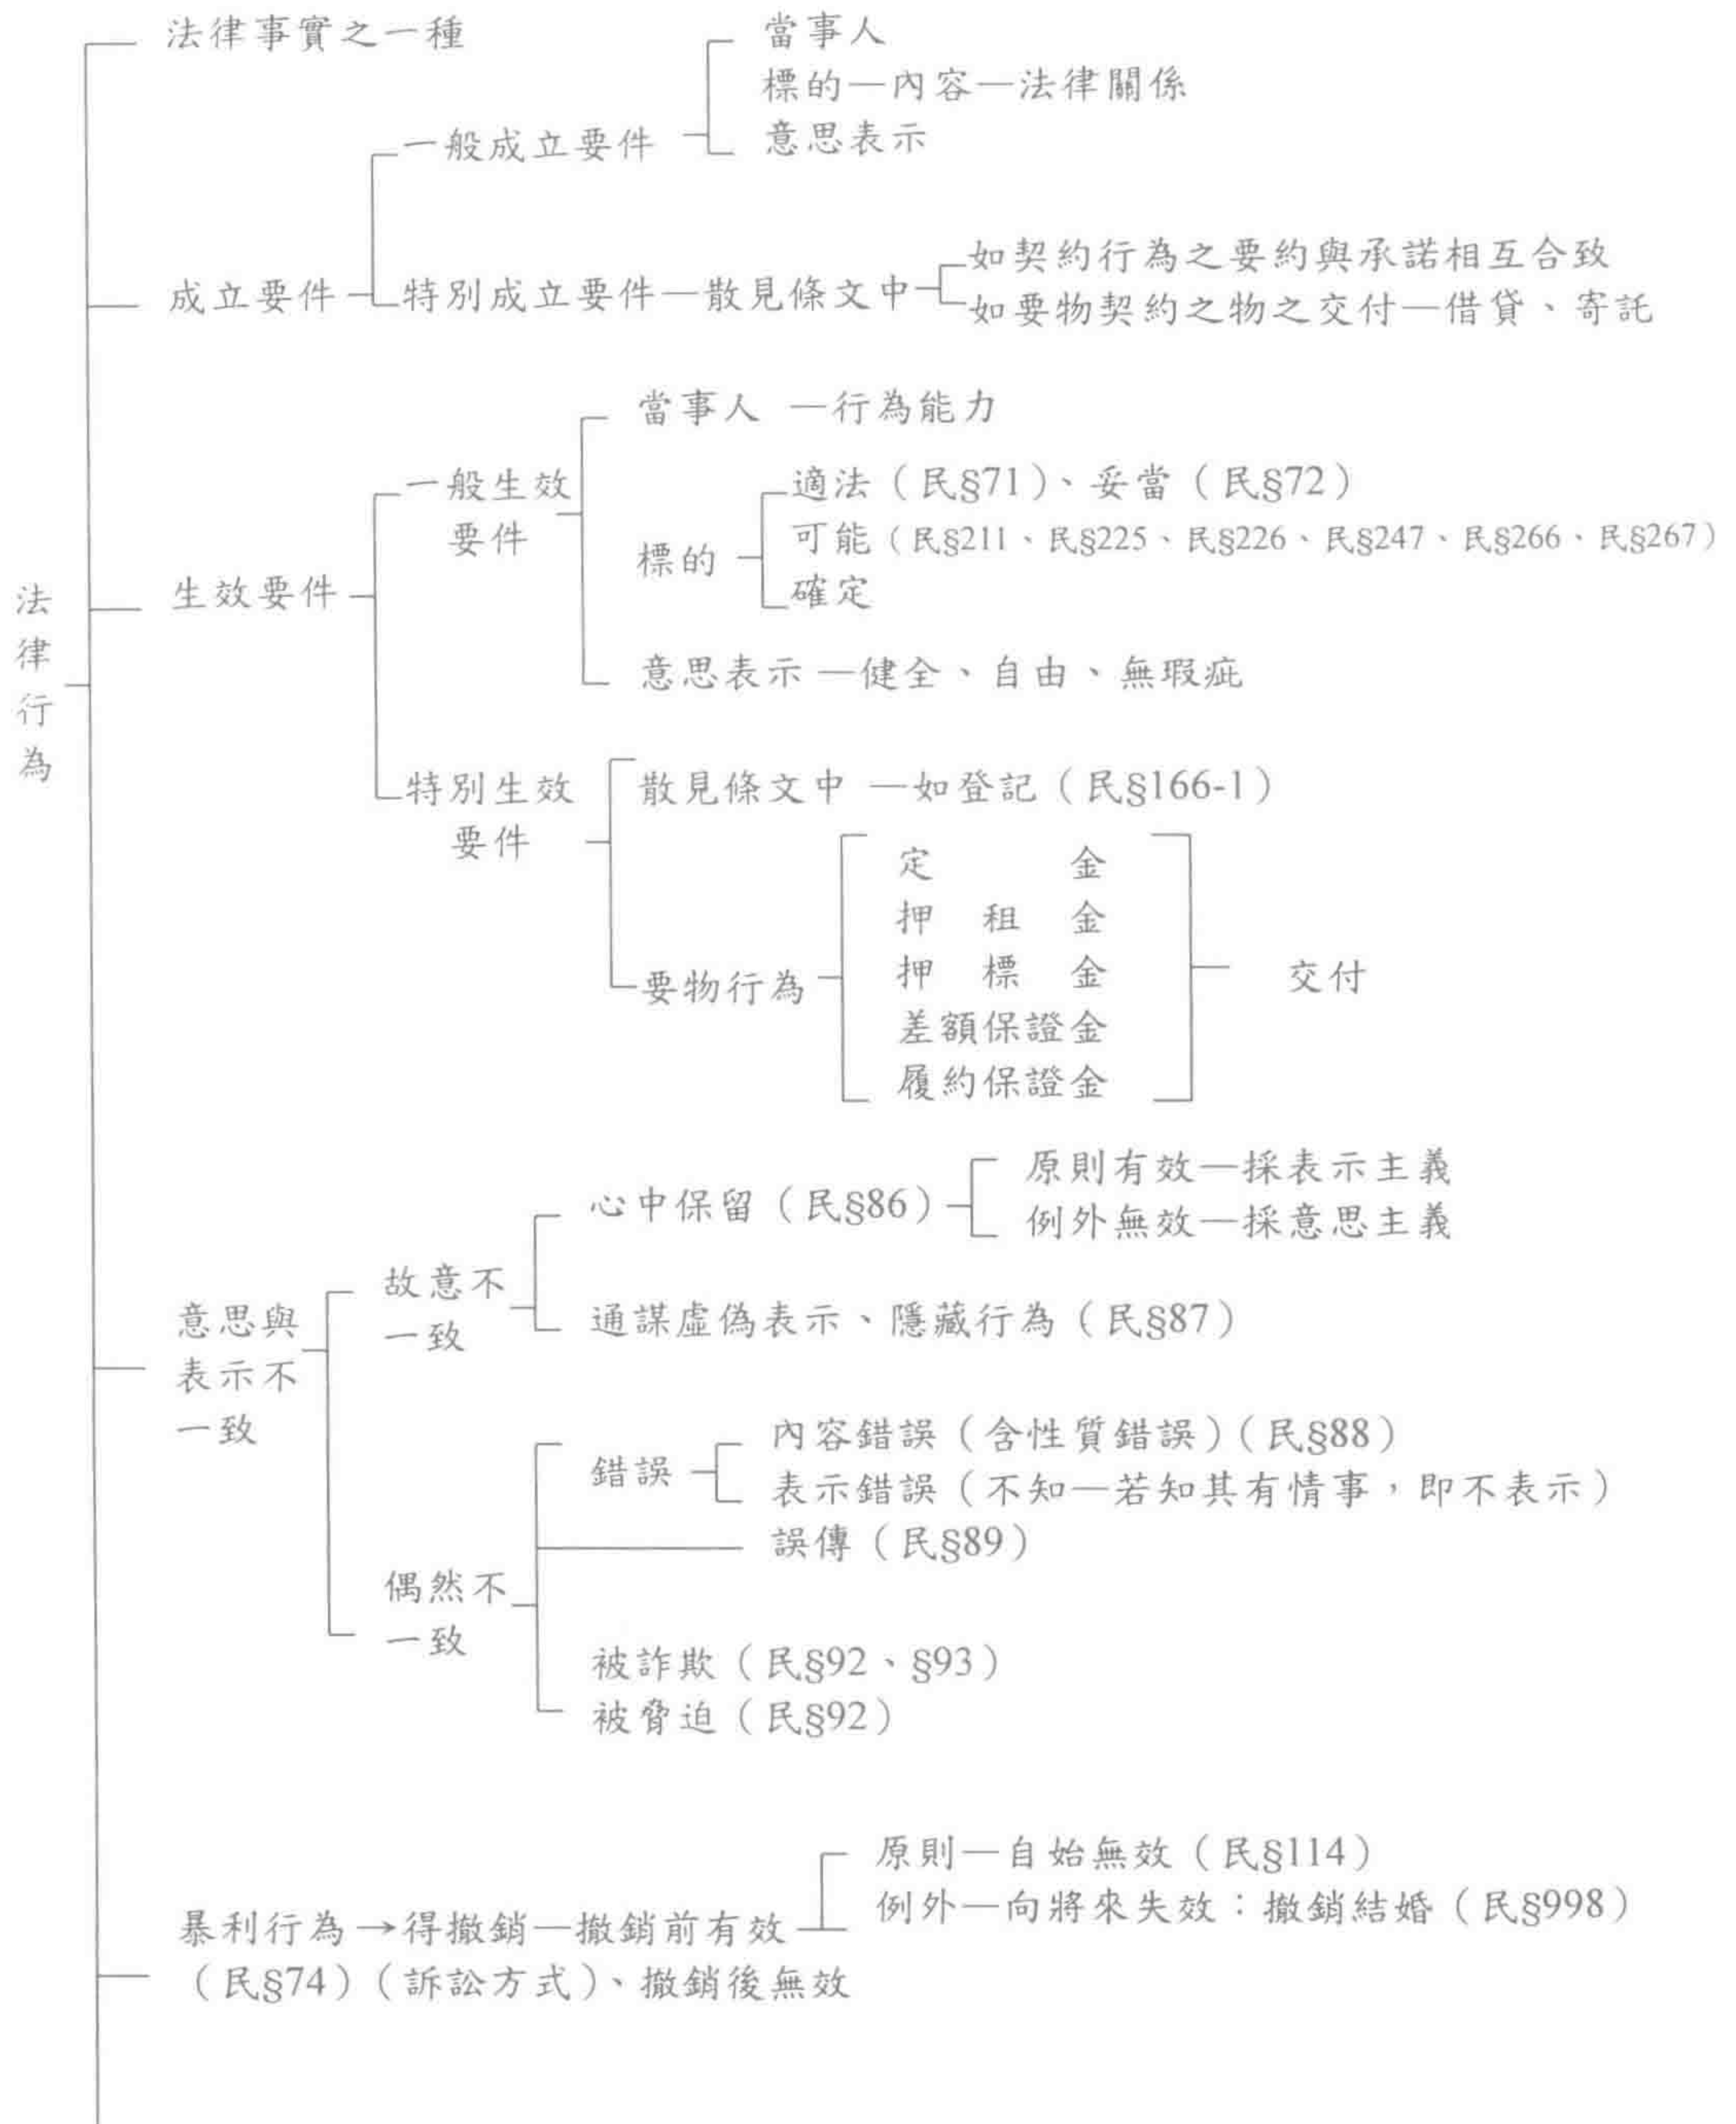 法律行為
法律事實之一種
成立要件
一般成立要件
當事人
標的—內容—法律關係
意思表示
特別成立要件—散見條文中
如契約行為之要約與承諾相互合致
如要物契約之物之交付—借貸、寄託
生效要件
一般生效
要件
當事人 —行為能力
標的
適法（民§71）、妥當（民§72）
可能（民§211、民§225、民§226、民§247、民§266、民§267）
確定
意思表示 —健全、自由、無瑕疵
特別生效
要件
散見條文中 —如登記（民§166-1）
要物行為
定金
押租金
押標金
差額保證金
履約保證金
交付
意思與
表示不
一致
故意不
一致
心中保留（民§86）
原則有效—採表示主義
例外無效—採意思主義
通謀虛偽表示、隱藏行為（民§87）
偶然不
一致
錯誤
內容錯誤（含性質錯誤）（民§88）
表示錯誤（不知—若知其有情事，即不表示）
誤傳（民§89）
被詐欺（民§92、§93）
被脅迫（民§92）
暴利行為→得撤銷—撤銷前有效
（民§74）（訴訟方式）、撤銷後無效
原則—自始無效（民§114）
例外—向將來失效：撤銷結婚（民§998）